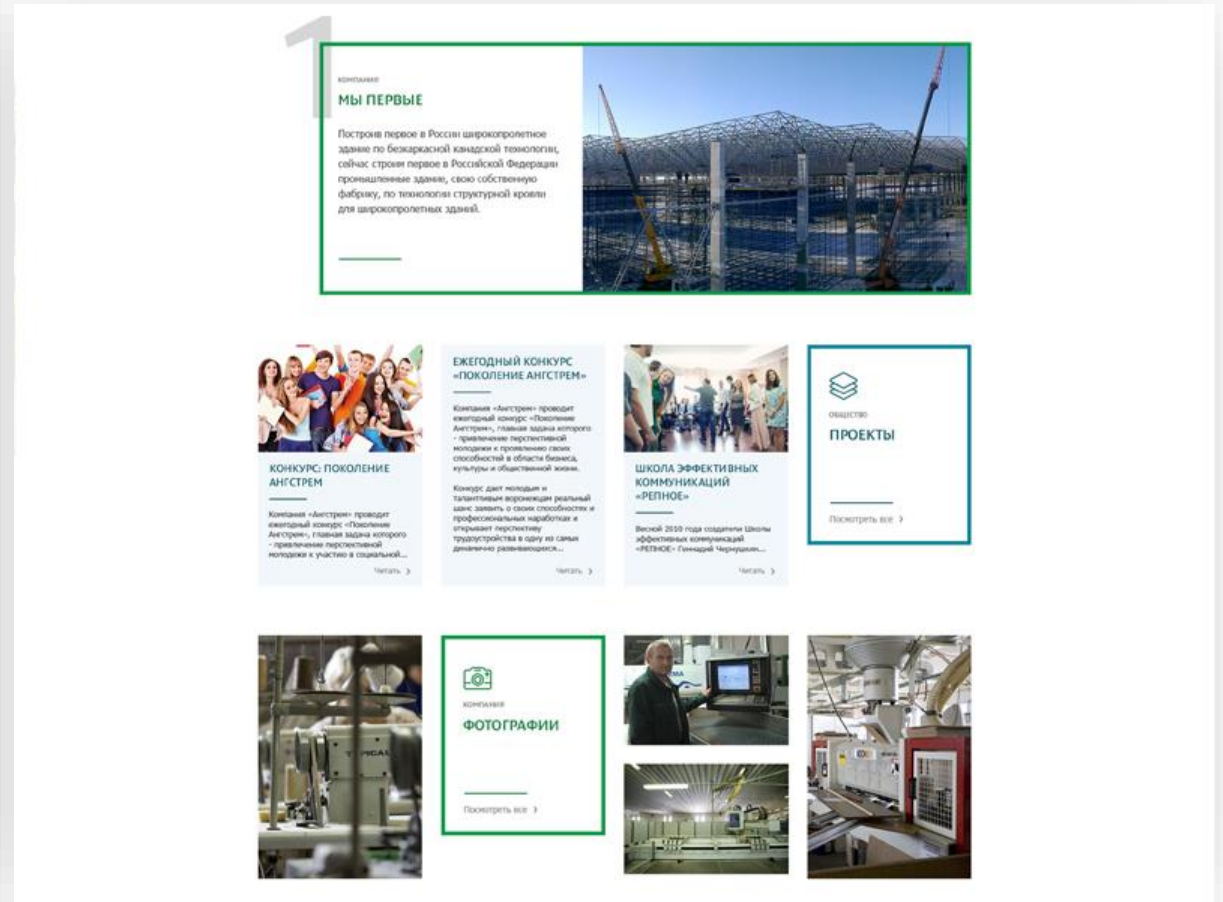 1
КОМПАНИЯ
МЫ ПЕРВЫЕ
Построив первое в России широкопролетное
здание по безкаркасной канадской технологии,
сейчас строим первое в Российской Федерации
промышленные здание, свою собственную
фабрику, по технологии структурной кровли
для широкопролетных зданий.
КОНКУРС: ПОКОЛЕНИЕ
АНГСТРЕМ
Компания «Ангстрем» проводит
ежегодный конкурс «Поколение
Ангстрем», главная задача которого
- привлечение перспективной
молодежи к участию в социальной...
Читать
ЕЖЕГОДНЫЙ КОНКУРС
«ПОКОЛЕНИЕ АНГСТРЕМ»
Компания «Ангстрем» проводит
ежегодный конкурс «Поколение
Ангстрем», главная задача которого
- привлечение перспективной
молодежи к проявлению своих
способностей в области бизнеса,
культуры и общественной жизни.
Конкурс дает молодым и
талантливым воронежцам реальный
шанс заявить о своих способностях и
профессиональных наработках и
открывает перспективу
трудоустройства в одну из самых
динамично развивающихся...
Читать
ШКОЛА ЭФФЕКТИВНЫХ
КОММУНИКАЦИЙ
«РЕПНОЕ»
Весной 2010 года создатели Школы
эффективных коммуникаций
«РЕПНОЕ» Геннадий Чернушкин...
Читать
ОБЩЕСТВО
ПРОЕКТЫ
Посмотреть все
TYPICAL
КОМПАНИЯ
ФОТОГРАФИИ
Посмотреть все